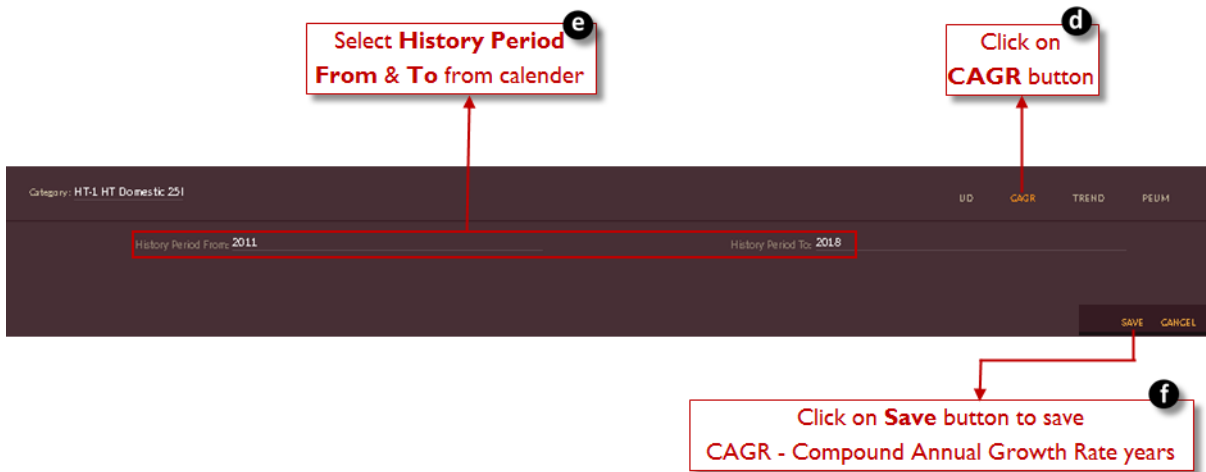 e
Select History Period
From & To from calender
d
Click on
CAGR button
Category: HT-1 HT Domestic 251
UD CAGR TREND PEUM
History Period From: 2011 History Period To: 2018
SAVE CANCEL
f
Click on Save button to save
CAGR - Compound Annual Growth Rate years